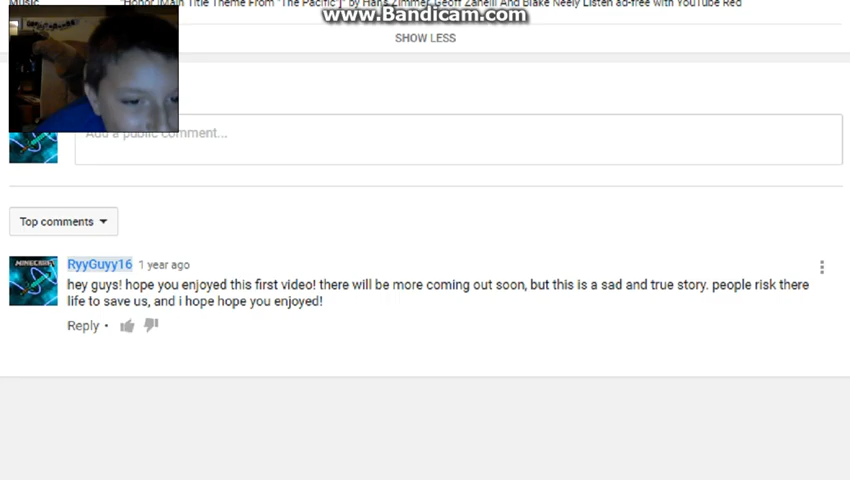 www.Bandicam.com
Music "Honor (Main Title Theme From "The Pacific")" by Hans Zimmer, Geoff Zanelli And Blake Neely Listen ad-free with YouTube Red
SHOW LESS
Add a public comment...
Top comments
MINECRAFT
RyyGuyy16 1 year ago
hey guys! hope you enjoyed this first video! there will be more coming out soon, but this is a sad and true story. people risk there
life to save us, and i hope hope you enjoyed!
Reply •